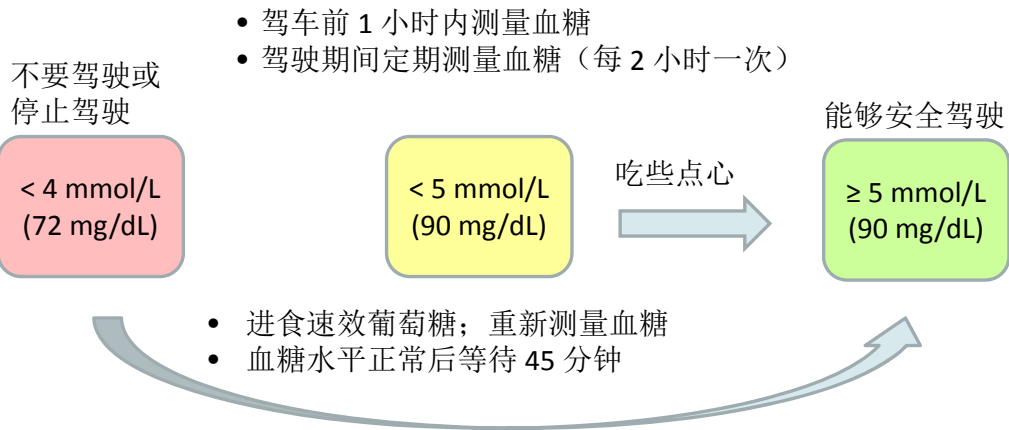 • 驾车前 1 小时内测量血糖
• 驾驶期间定期测量血糖（每 2 小时一次）
不要驾驶或
停止驾驶
能够安全驾驶
< 4 mmol/L
(72 mg/dL)
< 5 mmol/L
(90 mg/dL)
吃些点心
≥ 5 mmol/L
(90 mg/dL)
• 进食速效葡萄糖；重新测量血糖
• 血糖水平正常后等待 45 分钟